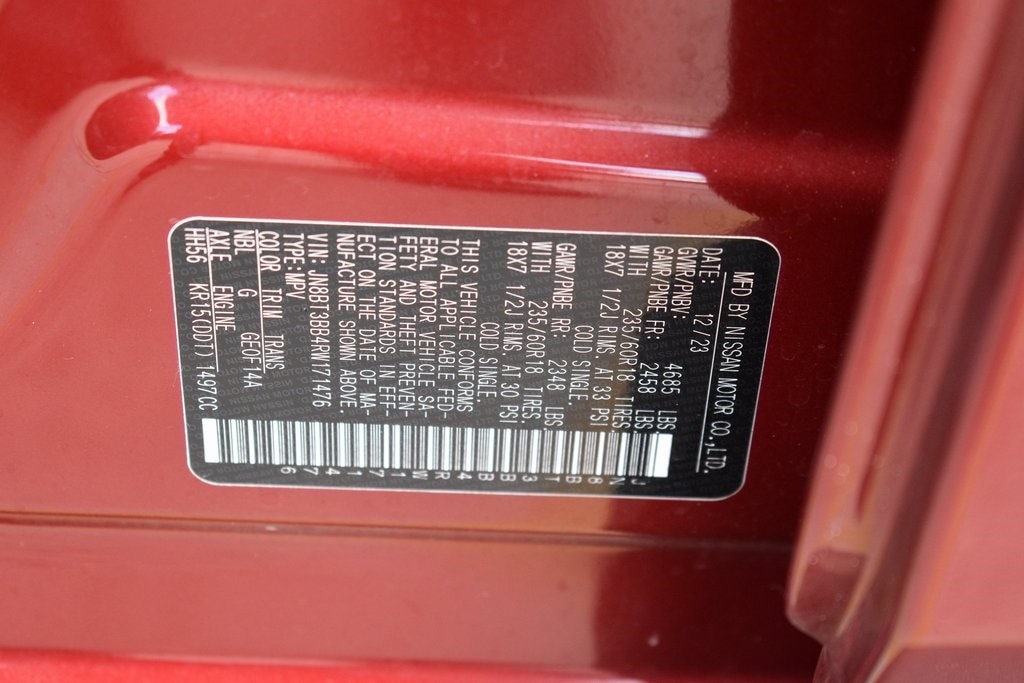 MFD BY NISSAN MOTOR CO.,LTD.
DATE: 12/23
GVWR/PNBV: 4685 LBS
GAWR/PNBE FR: 2458 LBS
WITH 235/60R18 TIRES,
18X7 1/2J RIMS, AT 33 PSI
COLD SINGLE.
GAWR/PNBE RR: 2348 LBS
WITH 235/60R18 TIRES,
18X7 1/2J RIMS, AT 30 PSI
COLD SINGLE.
THIS VEHICLE CONFORMS
TO ALL APPLICABLE FED-
ERAL MOTOR VEHICLE SA-
FETY AND THEFT PREVEN-
TION STANDARDS IN EFF-
ECT ON THE DATE OF MA-
NUFACTURE SHOWN ABOVE.
VIN: JN8BT3BB4RW171476
TYPE:MPV
COLOR TRIM TRANS
NBL G GE0F14A
AXLE ENGINE
HH56 KR15(DDT) 1497CC
JN8BT3BB4RW171476